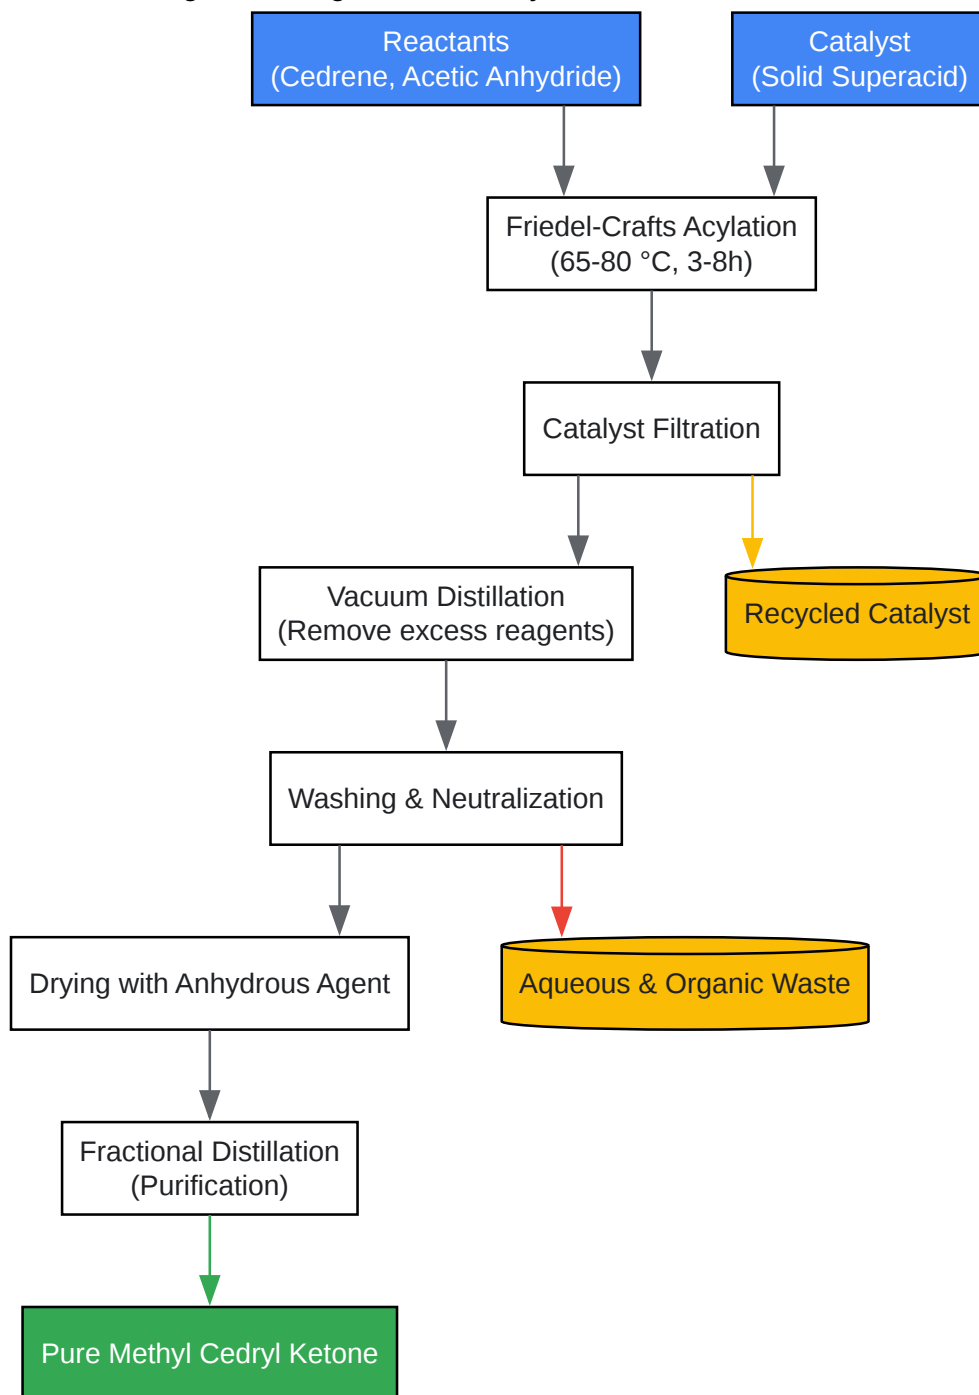 Reactants
(Cedrene, Acetic Anhydride)
Catalyst
(Solid Superacid)
Friedel-Crafts Acylation
(65-80 °C, 3-8h)
Catalyst Filtration
Vacuum Distillation
(Remove excess reagents)
Recycled Catalyst
Washing & Neutralization
Drying with Anhydrous Agent
Aqueous & Organic Waste
Fractional Distillation
(Purification)
Pure Methyl Cedryl Ketone